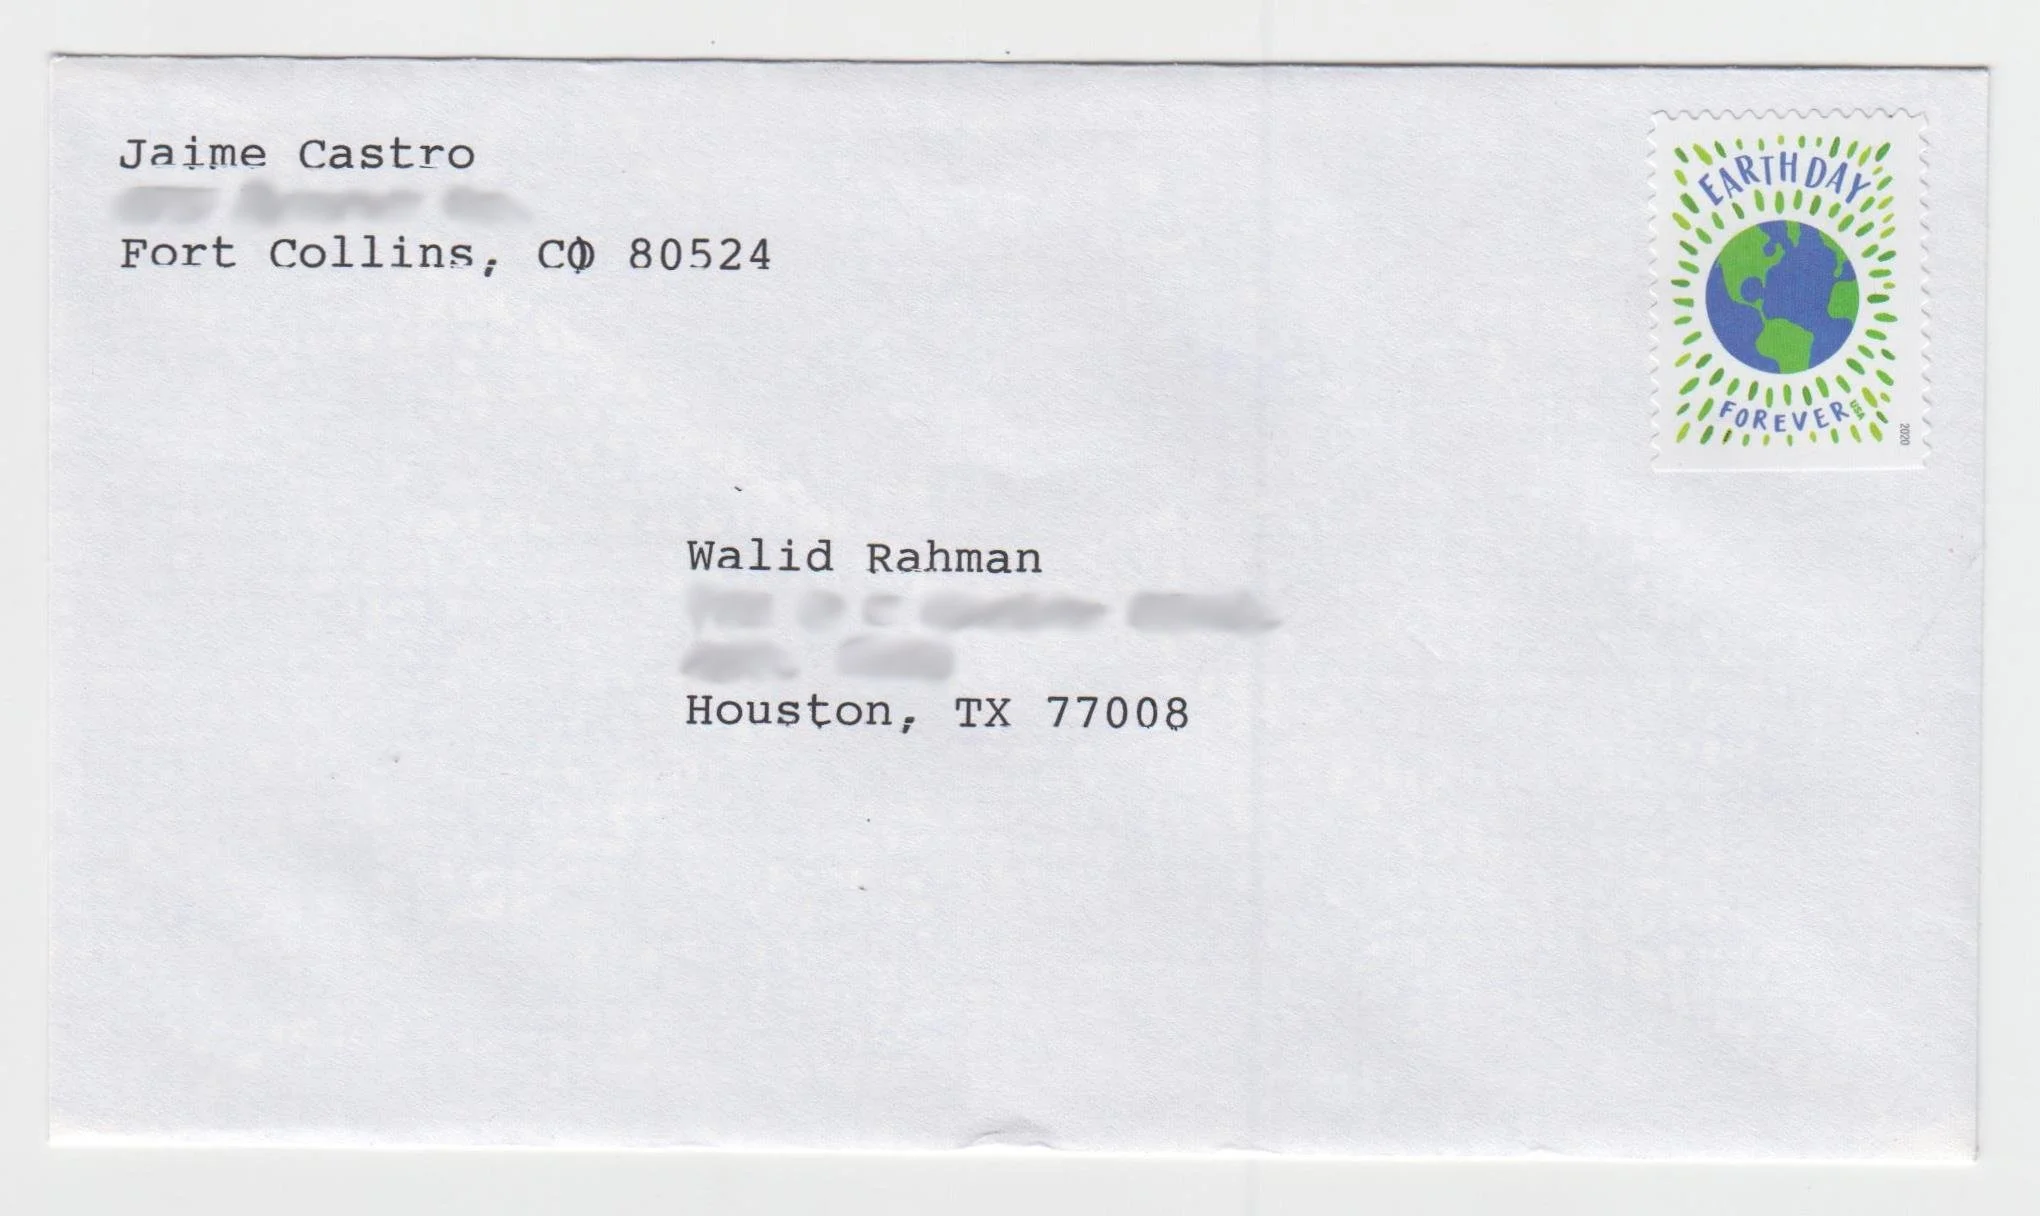 Jaime Castro
Fort Collins, CO 80524
EARTH DAY
FOREVER USA
2020
Walid Rahman
Houston, TX 77008